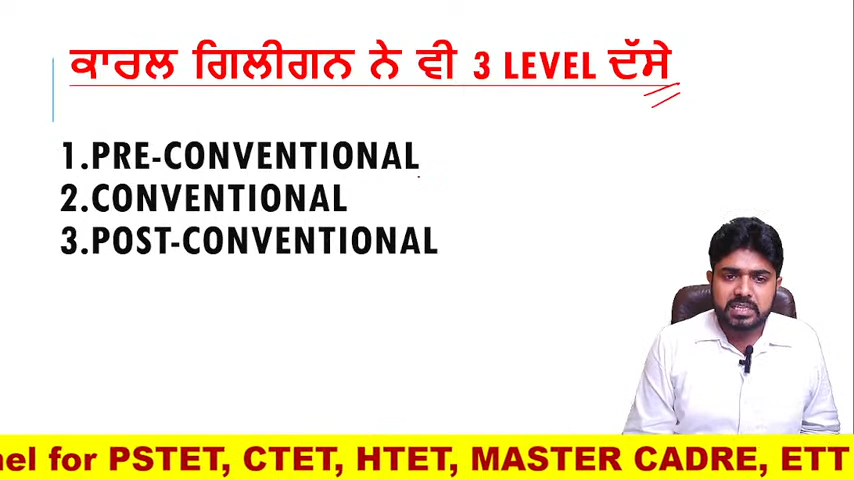 ਕਾਰਲ ਗਿਲੀਗਨ ਨੇ ਵੀ 3 LEVEL ਦੱਸੇ
1.PRE-CONVENTIONAL
2.CONVENTIONAL
3.POST-CONVENTIONAL
nel for PSTET, CTET, HTET, MASTER CADRE, ETT